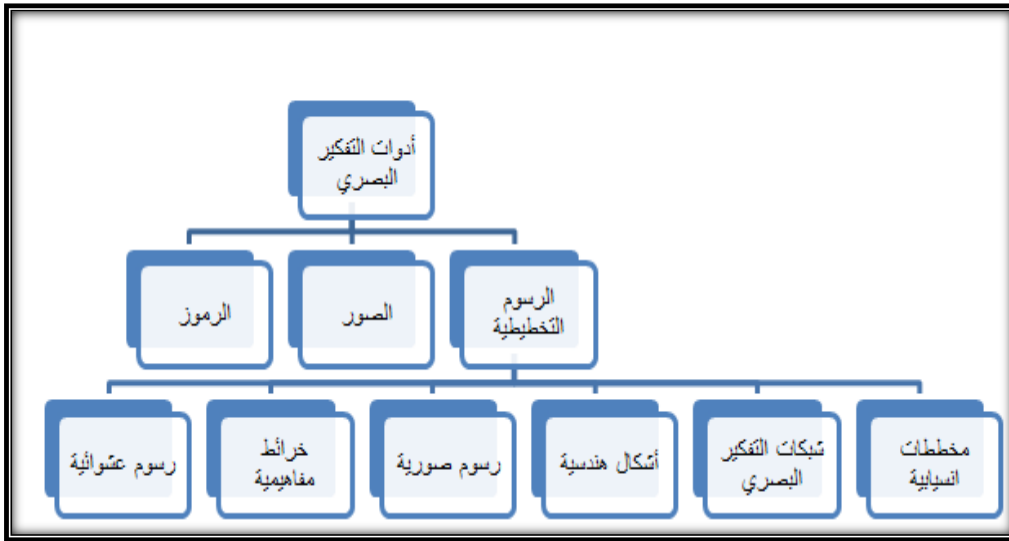 أدوات التفكير
البصري
الرسوم
التخطيطية
الصور
الرموز
مخططات
انسيابية
شبكات التفكير
البصري
أشكال هندسية
رسوم صورية
خرائط
مفاهيمية
رسوم عشوائية